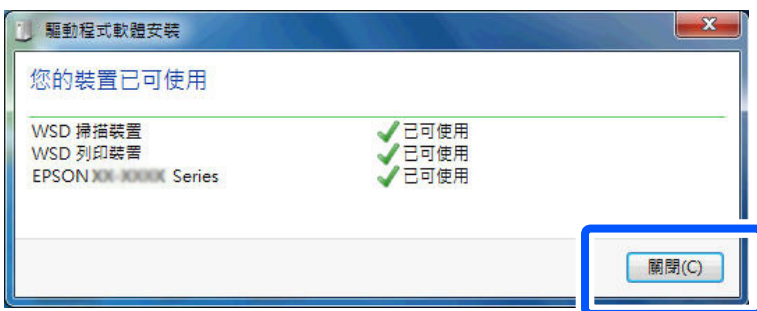 驅動程式軟體安裝
您的裝置已可使用
WSD 掃描裝置 已可使用
WSD 列印裝置 已可使用
EPSON Series 已可使用
關閉(C)